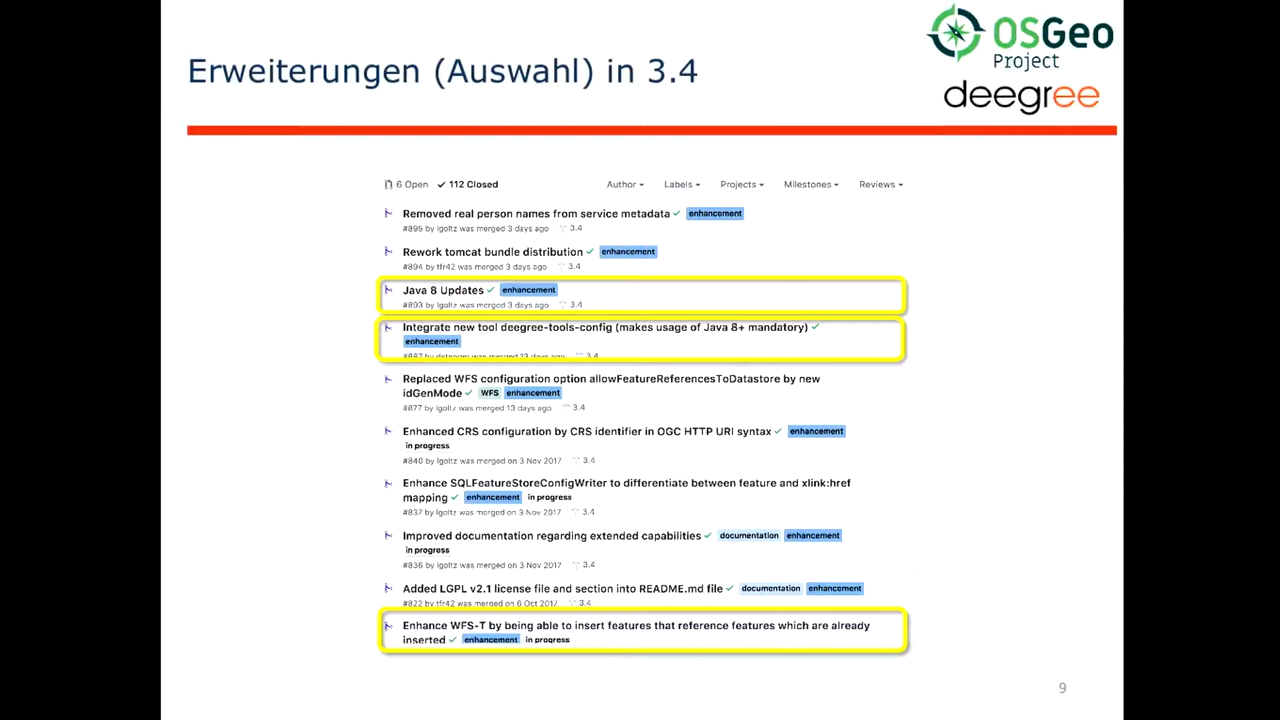 Erweiterungen (Auswahl) in 3.4
OSGeo
Project
deegree
6 Open ✓ 112 Closed Author Labels Projects Milestones Reviews
Removed real person names from service metadata ✓ enhancement
#895 by lgoltz was merged 3 days ago 3.4
Rework tomcat bundle distribution ✓ enhancement
#894 by tfr42 was merged 3 days ago 3.4
Java 8 Updates ✓ enhancement
#893 by lgoltz was merged 3 days ago 3.4
Integrate new tool deegree-tools-config (makes usage of Java 8+ mandatory) ✓
enhancement
#887 by dstenger was merged 13 days ago 3.4
Replaced WFS configuration option allowFeatureReferencesToDatastore by new
idGenMode ✓ WFS enhancement
#877 by lgoltz was merged 13 days ago 3.4
Enhanced CRS configuration by CRS identifier in OGC HTTP URI syntax ✓ enhancement
in progress
#840 by lgoltz was merged on 3 Nov 2017 3.4
Enhance SQLFeatureStoreConfigWriter to differentiate between feature and xlink:href
mapping ✓ enhancement in progress
#837 by lgoltz was merged on 3 Nov 2017 3.4
Improved documentation regarding extended capabilities ✓ documentation enhancement
in progress
#836 by lgoltz was merged on 3 Nov 2017 3.4
Added LGPL v2.1 license file and section into README.md file ✓ documentation enhancement
#822 by tfr42 was merged on 6 Oct 2017 3.4
Enhance WFS-T by being able to insert features that reference features which are already
inserted ✓ enhancement in progress
9